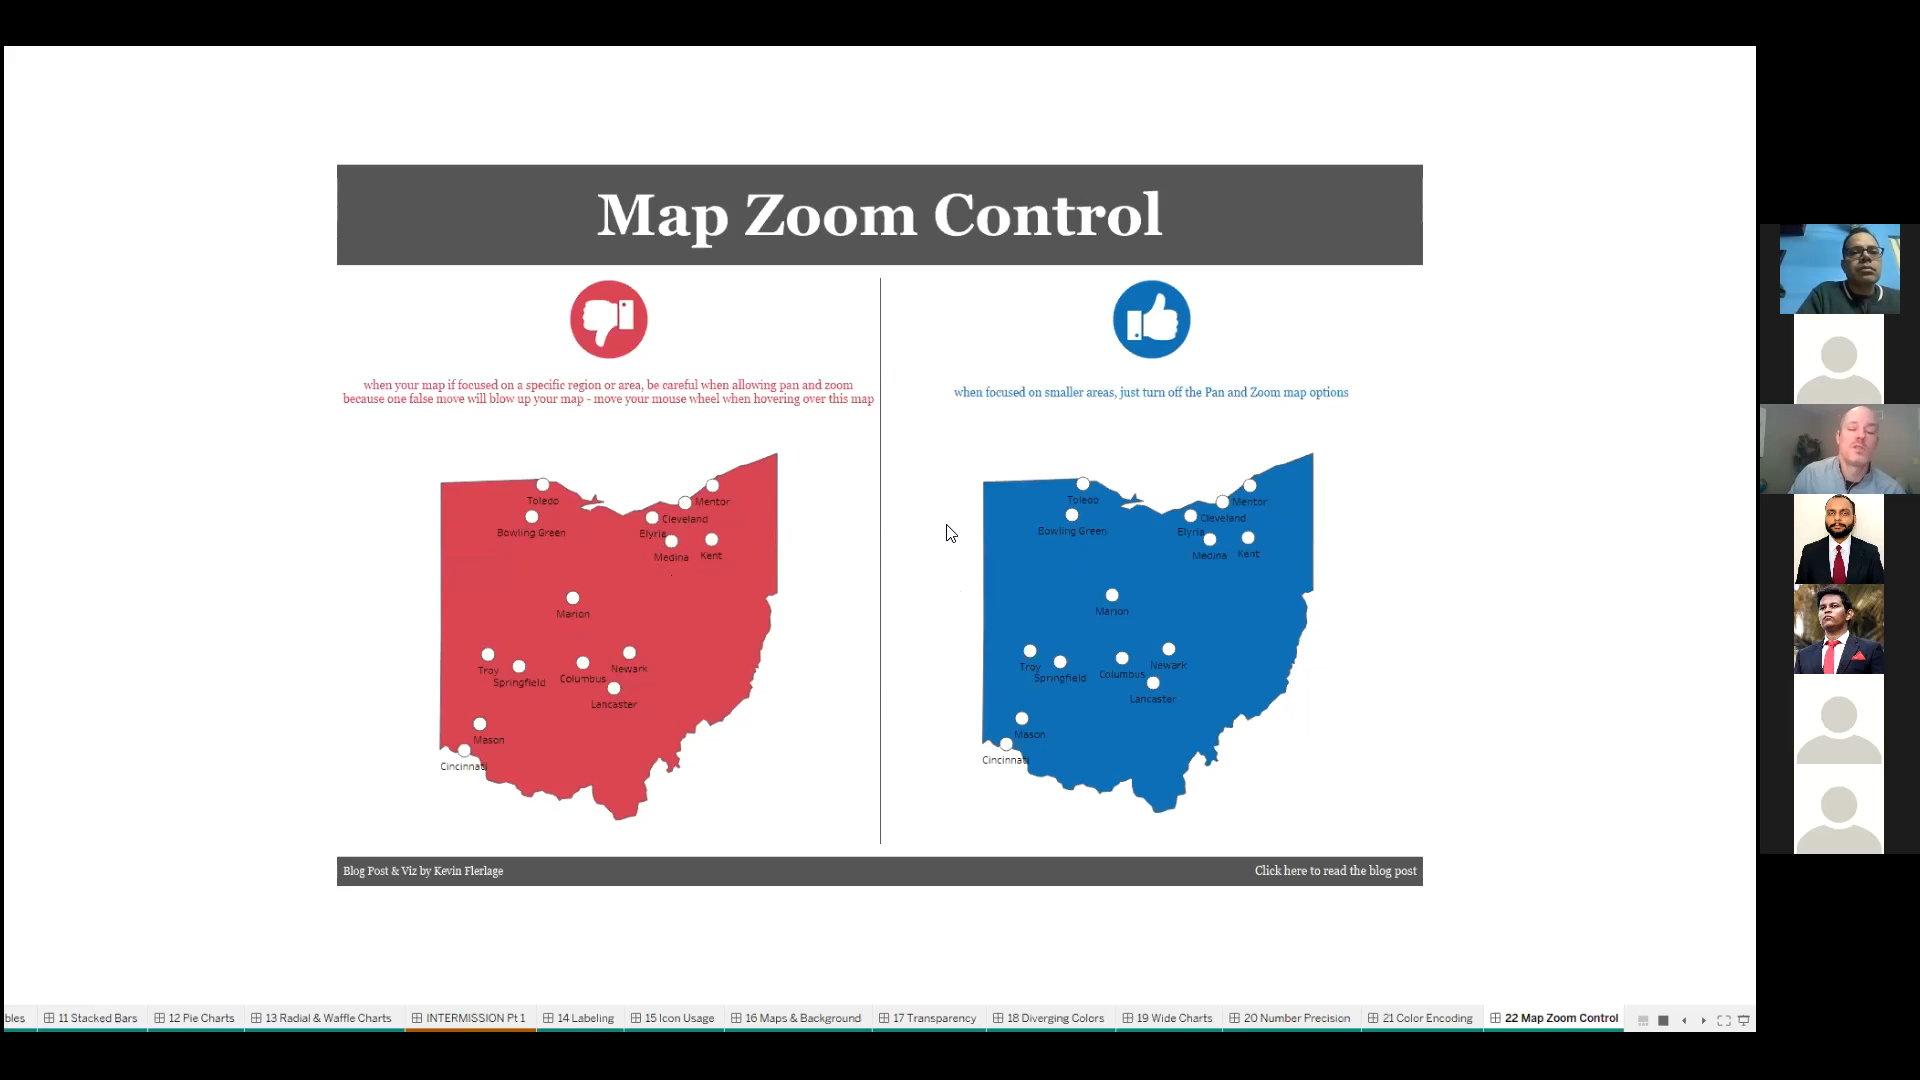 Map Zoom Control
when your map if focused on a specific region or area, be careful when allowing pan and zoom
because one false move will blow up your map - move your mouse wheel when hovering over this map
when focused on smaller areas, just turn off the Pan and Zoom map options
Toledo
Mentor
Cleveland
Bowling Green
Elyria
Medina
Kent
Marion
Troy
Newark
Columbus
Springfield
Lancaster
Mason
Cincinnati
Toledo
Mentor
Cleveland
Bowling Green
Elyria
Medina
Kent
Marion
Troy
Newark
Columbus
Springfield
Lancaster
Mason
Cincinnati
Blog Post & Viz by Kevin Flerlage
Click here to read the blog post
bles
11 Stacked Bars
12 Pie Charts
13 Radial & Waffle Charts
INTERMISSION Pt 1
14 Labeling
15 Icon Usage
16 Maps & Background
17 Transparency
18 Diverging Colors
19 Wide Charts
20 Number Precision
21 Color Encoding
22 Map Zoom Control